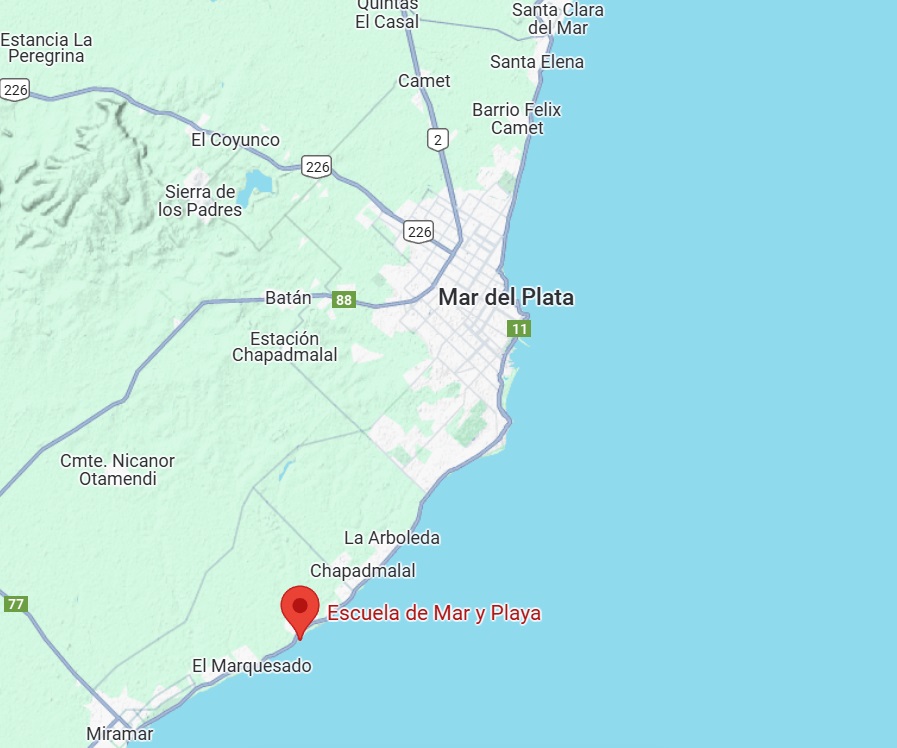 Quintas
El Casal
Santa Clara
del Mar
Estancia La
Peregrina
Santa Elena
Camet
226
Barrio Felix
Camet
2
El Coyunco
226
Sierra de
los Padres
226
Batán
88
Mar del Plata
11
Estación
Chapadmalal
Cmte. Nicanor
Otamendi
La Arboleda
Chapadmalal
77
Escuela de Mar y Playa
El Marquesado
Miramar